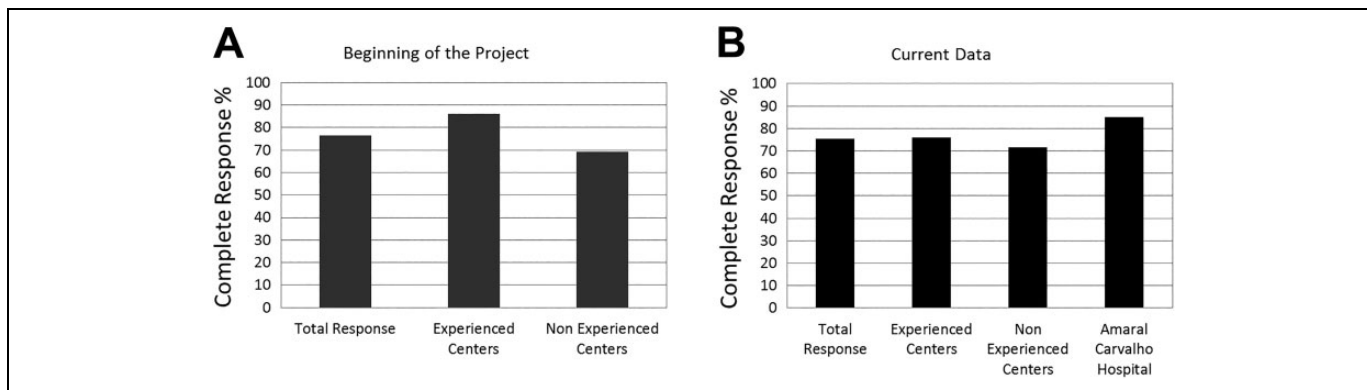 A
Beginning of the Project
Complete Response %
100
90
80
70
60
50
40
30
20
10
0
Total Response
Experienced
Centers
Non Experienced
Centers
B
Current Data
Complete Response %
100
90
80
70
60
50
40
30
20
10
0
Total
Response
Experienced
Centers
Non
Experienced
Centers
Amaral
Carvalho
Hospital